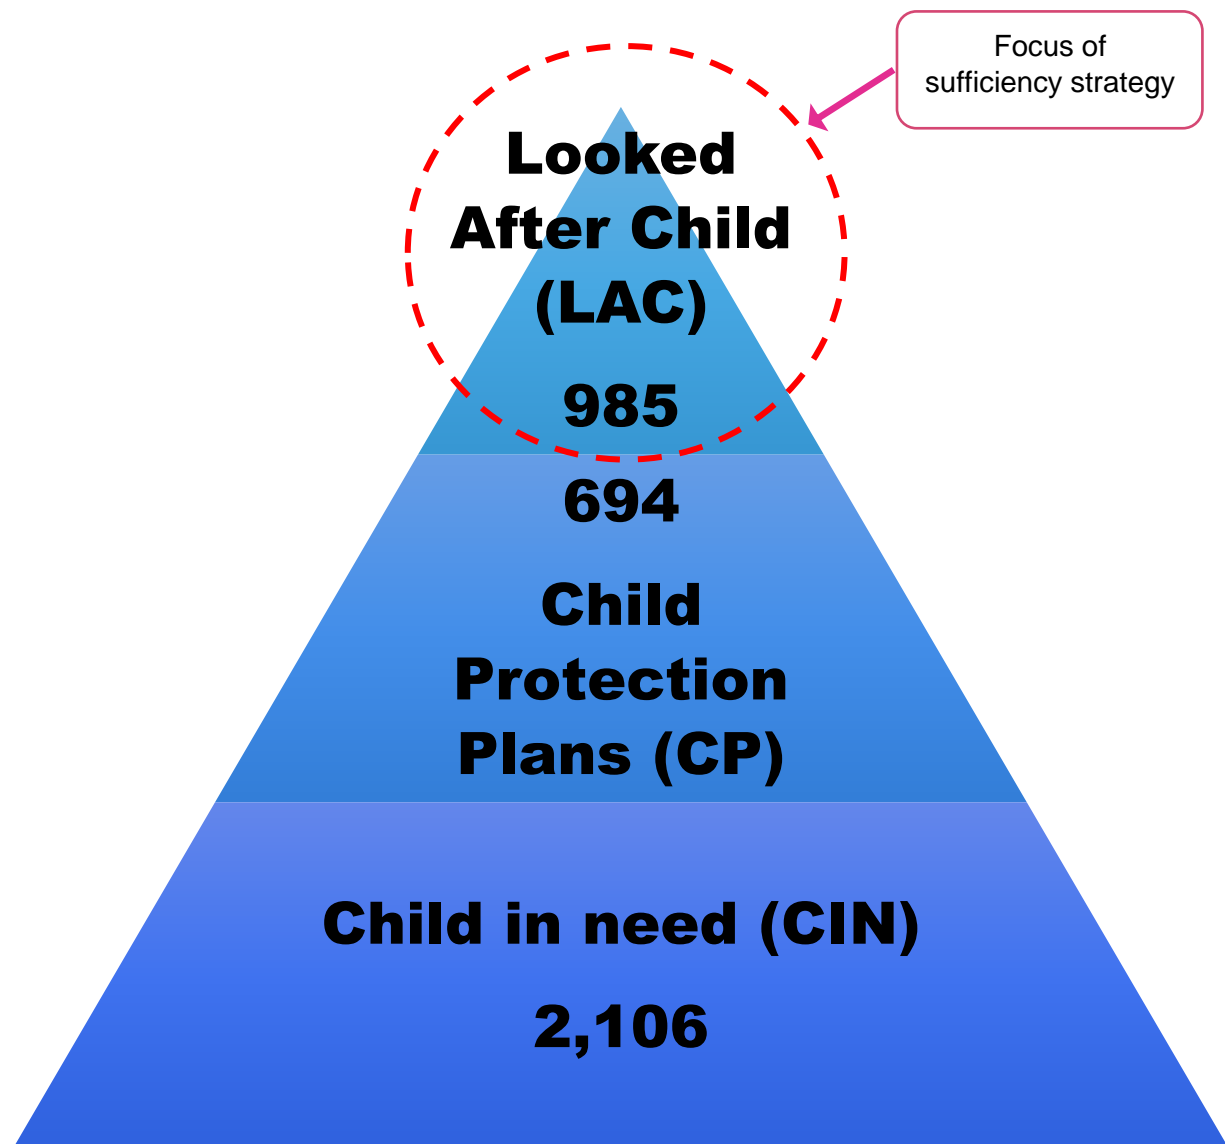 Focus of
sufficiency strategy
Looked
After Child
(LAC)
985
694
Child
Protection
Plans (CP)
Child in need (CIN)
2,106